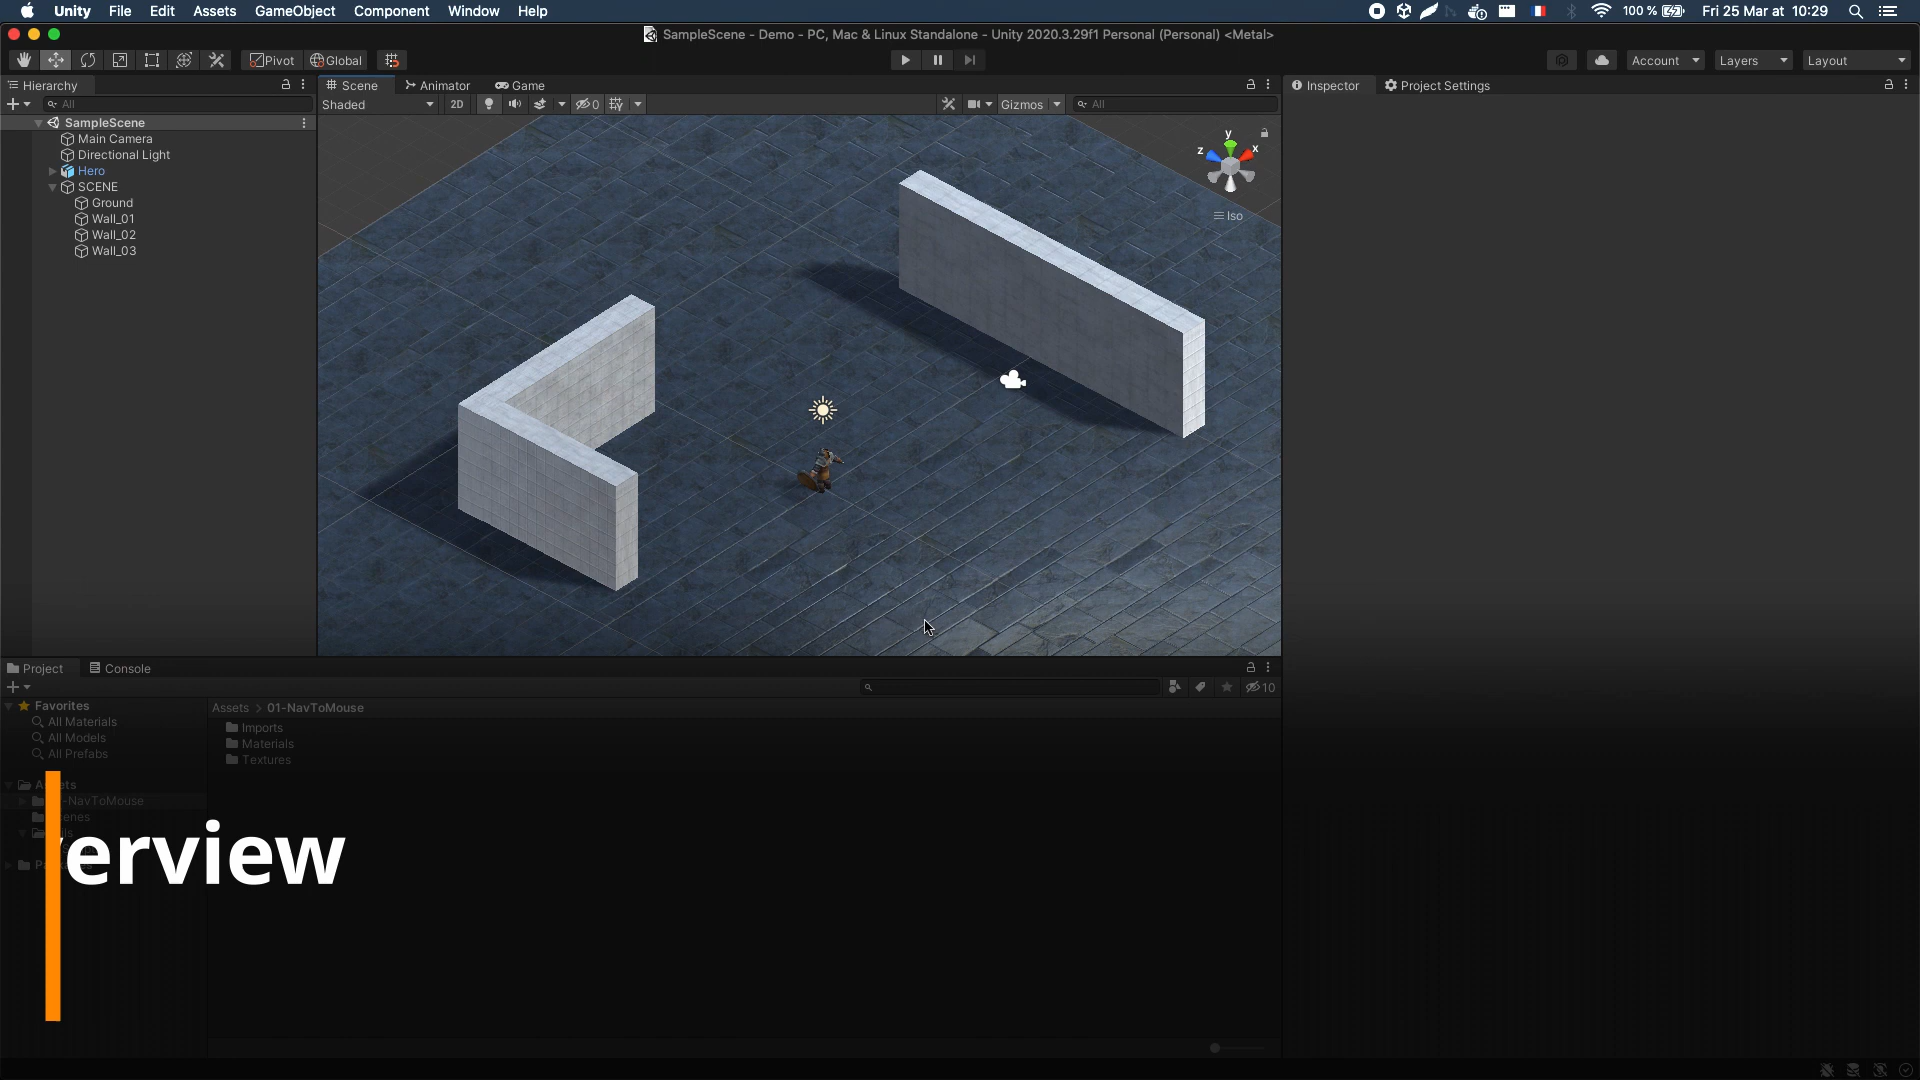 Unity File Edit Assets GameObject Component Window Help 100 % Fri 25 Mar at 10:29
SampleScene - Demo - PC, Mac & Linux Standalone - Unity 2020.3.29f1 Personal (Personal) <Metal>
Pivot Global Account Layers Layout
Hierarchy Scene Animator Game Inspector Project Settings
All Shaded 2D 0 Gizmos All
SampleScene
Main Camera
Directional Light
Hero
SCENE
Ground
Wall_01
Wall_02
Wall_03
y
z x
Iso
Project Console
10
Favorites
All Materials
All Models
All Prefabs
Assets > 01-NavToMouse
Imports
Materials
Textures
-NavToMouse
erview